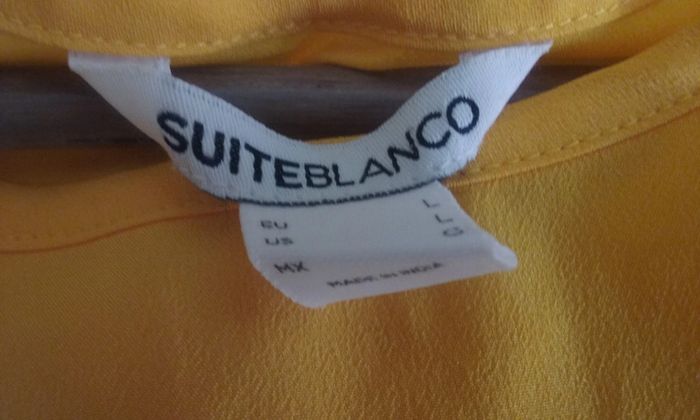 SUITEBLANCO
EU L
US L
MX G
MADE IN INDIA